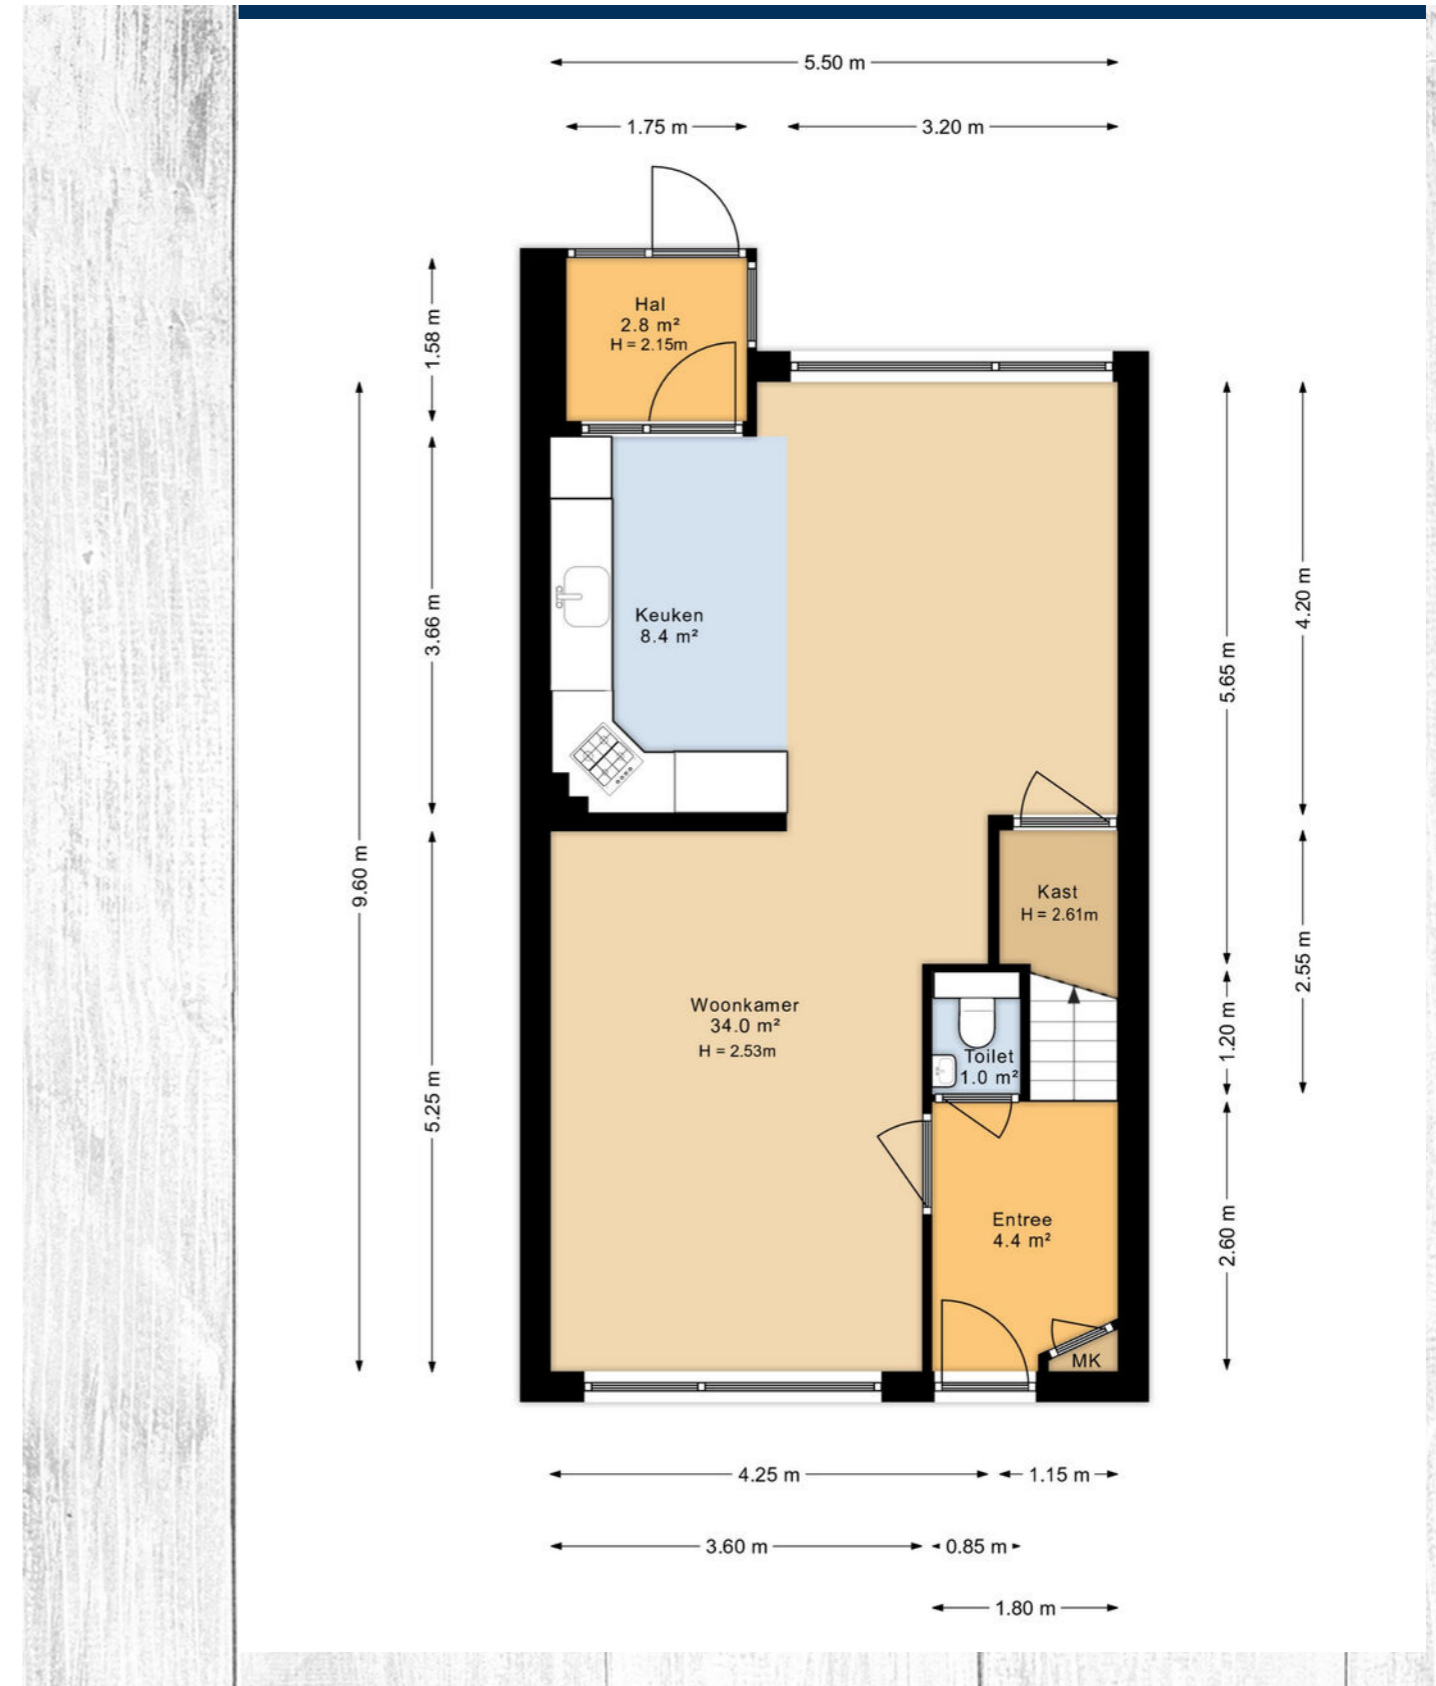 5.50 m
1.75 m
3.20 m
Hal
2.8 m²
H = 2.15m
1.58 m
3.66 m
9.60 m
5.25 m
Keuken
8.4 m²
4.20 m
5.65 m
Kast
H = 2.61m
2.55 m
Woonkamer
34.0 m²
H = 2.53m
1.20 m
Toilet
1.0 m²
Entree
4.4 m²
2.60 m
MK
4.25 m
1.15 m
3.60 m
0.85 m
1.80 m